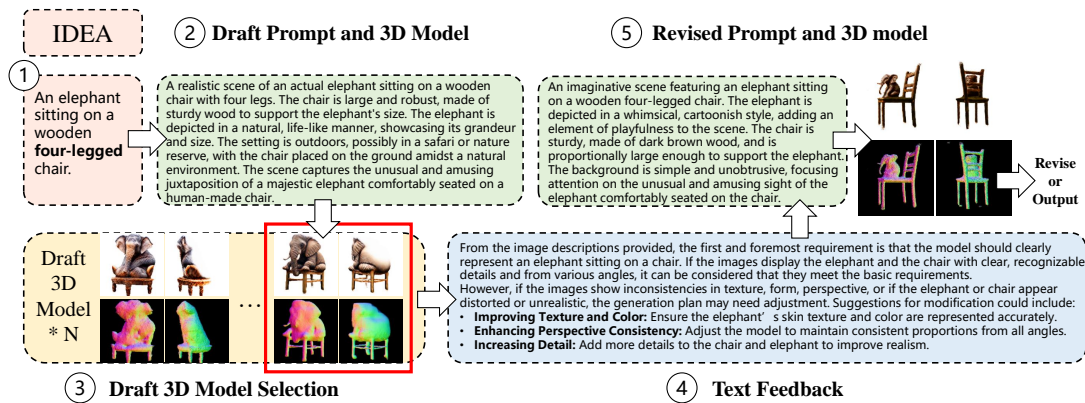 IDEA
1
An elephant
sitting on a
wooden
four-legged
chair.
2 Draft Prompt and 3D Model
A realistic scene of an actual elephant sitting on a wooden
chair with four legs. The chair is large and robust, made of
sturdy wood to support the elephant's size. The elephant is
depicted in a natural, life-like manner, showcasing its grandeur
and size. The setting is outdoors, possibly in a safari or nature
reserve, with the chair placed on the ground amidst a natural
environment. The scene captures the unusual and amusing
juxtaposition of a majestic elephant comfortably seated on a
human-made chair.
Draft
3D
Model
* N
...
3 Draft 3D Model Selection
From the image descriptions provided, the first and foremost requirement is that the model should clearly
represent an elephant sitting on a chair. If the images display the elephant and the chair with clear, recognizable
details and from various angles, it can be considered that they meet the basic requirements.
However, if the images show inconsistencies in texture, form, perspective, or if the elephant or chair appear
distorted or unrealistic, the generation plan may need adjustment. Suggestions for modification could include:
• Improving Texture and Color: Ensure the elephant' s skin texture and color are represented accurately.
• Enhancing Perspective Consistency: Adjust the model to maintain consistent proportions from all angles.
• Increasing Detail: Add more details to the chair and elephant to improve realism.
4 Text Feedback
5 Revised Prompt and 3D model
An imaginative scene featuring an elephant sitting
on a wooden four-legged chair. The elephant is
depicted in a whimsical, cartoonish style, adding an
element of playfulness to the scene. The chair is
sturdy, made of dark brown wood, and is
proportionally large enough to support the elephant.
The background is simple and unobtrusive, focusing
attention on the unusual and amusing sight of the
elephant comfortably seated on the chair.
Revise
or
Output